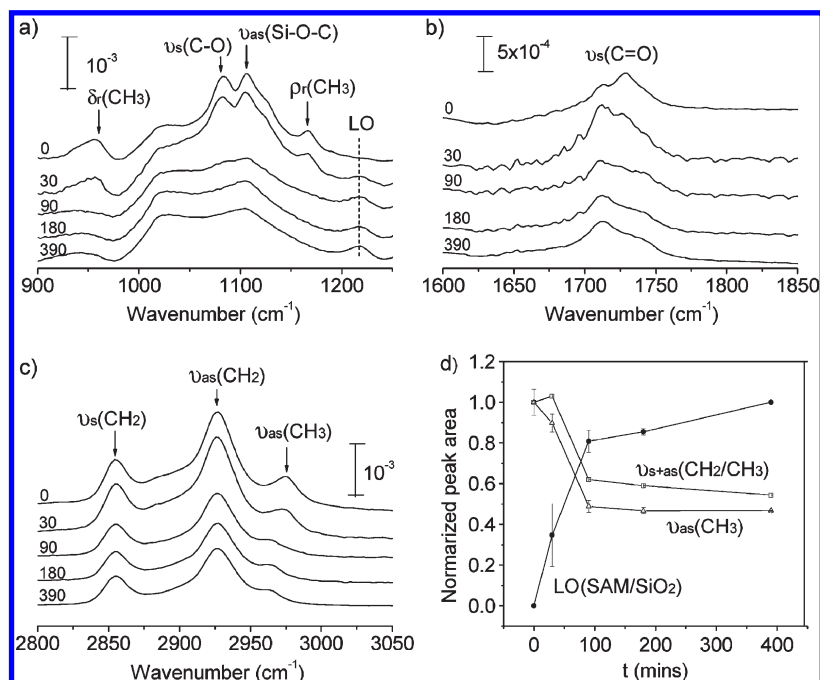 a)
υs(C-O)
υas(Si-O-C)
10⁻³
δr(CH3)
ρr(CH3)
LO
0
30
90
180
390
900 1000 1100 1200
Wavenumber (cm⁻¹)
b)
5x10⁻⁴
υs(C=O)
0
30
90
180
390
1600 1650 1700 1750 1800 1850
Wavenumber (cm⁻¹)
c)
υas(CH2)
υs(CH2)
υas(CH3)
10⁻³
0
30
90
180
390
2800 2850 2900 2950 3000 3050
Wavenumber (cm⁻¹)
d)
Normarized peak area
1.2
1.0
0.8
0.6
0.4
0.2
0.0
υs+as(CH2/CH3)
υas(CH3)
LO(SAM/SiO2)
0 100 200 300 400
t (mins)